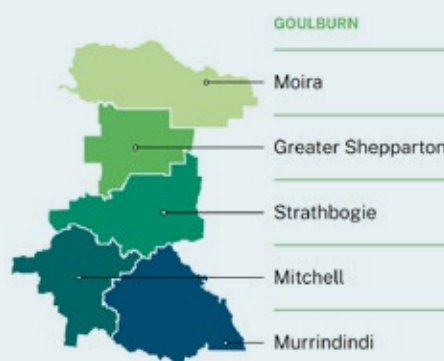 GOULBURN
Moira
Greater Shepparton
Strathbogie
Mitchell
Murrindindi